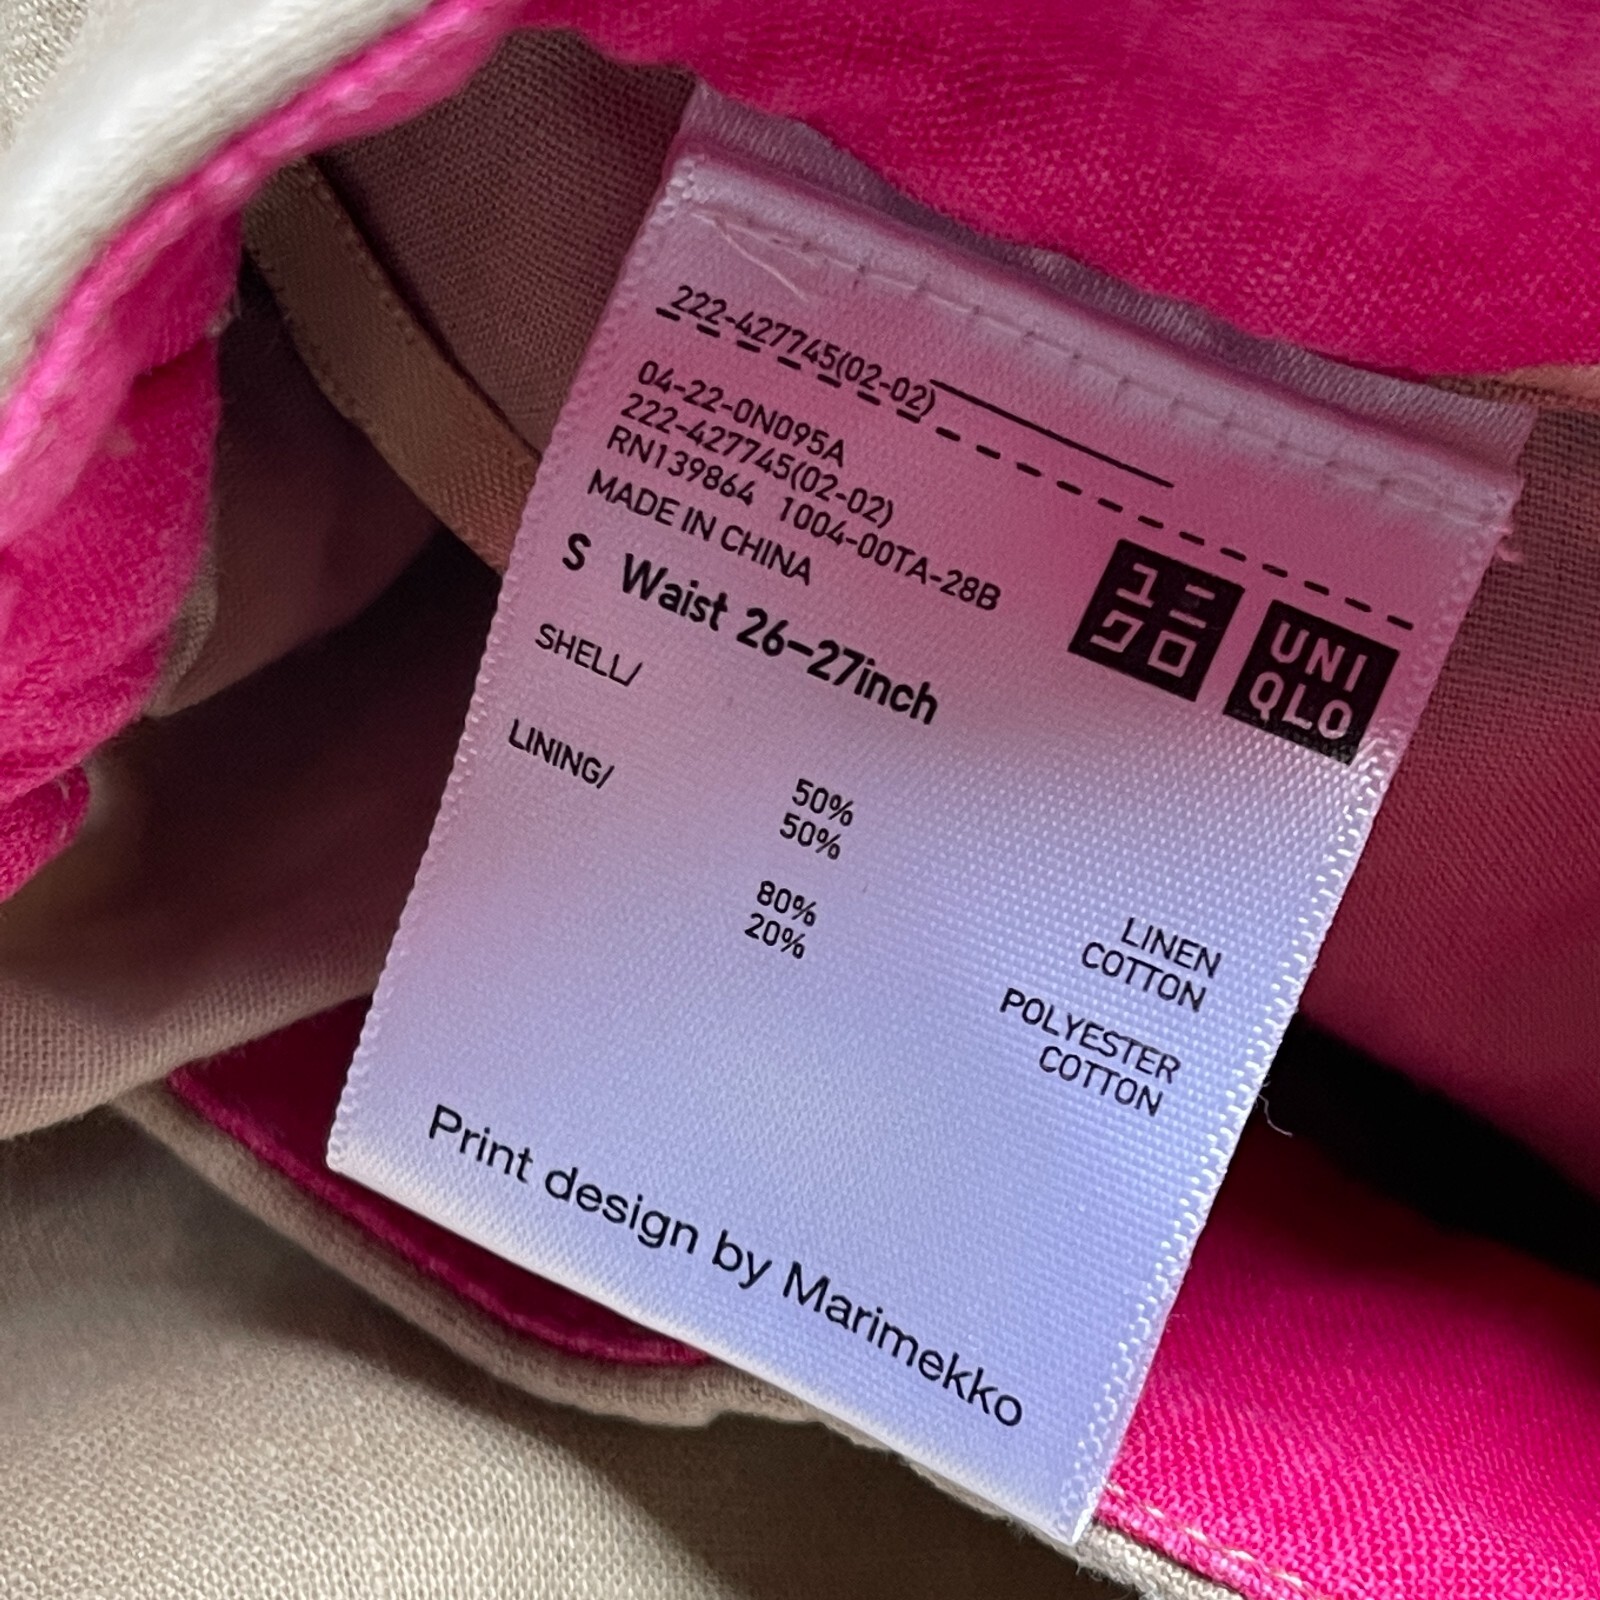 222-427745(02-02)
04-22-0N095A
222-427745(02-02)
RN139864 1004-00TA-28B
MADE IN CHINA
S Waist 26-27inch
ユニ
クロ
UNI
QLO
SHELL/
50% LINEN
50% COTTON
LINING/
80% POLYESTER
20% COTTON
Print design by Marimekko